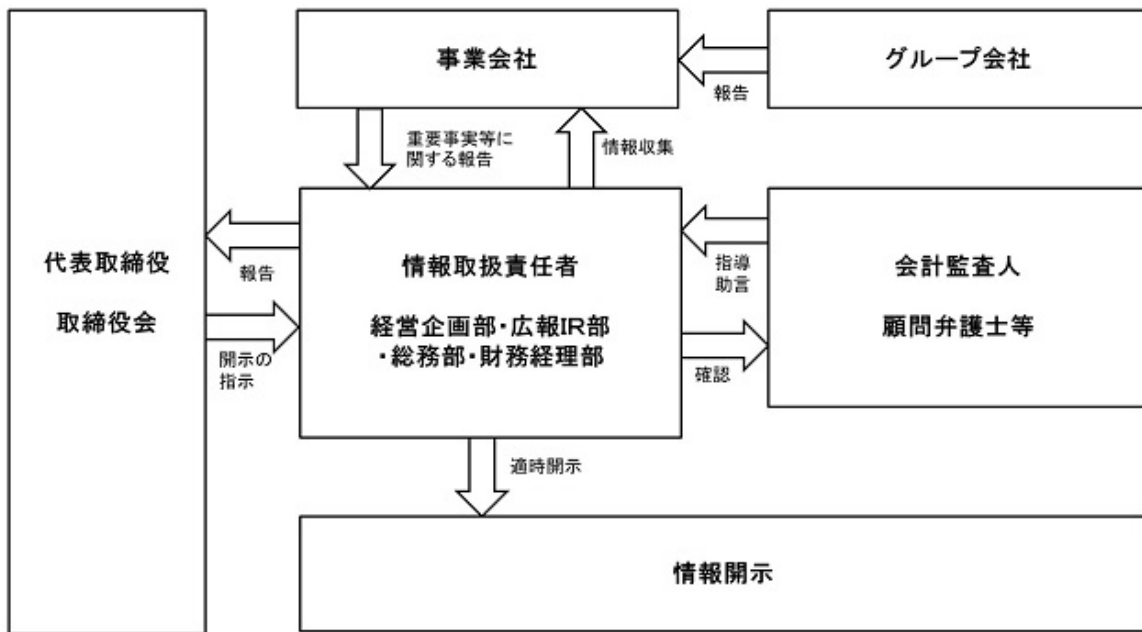 事業会社
グループ会社
報告
重要事実等に
関する報告
情報収集
代表取締役
取締役会
報告
開示の
指示
情報取扱責任者
経営企画部・広報IR部
・総務部・財務経理部
指導
助言
確認
会計監査人
顧問弁護士等
適時開示
情報開示